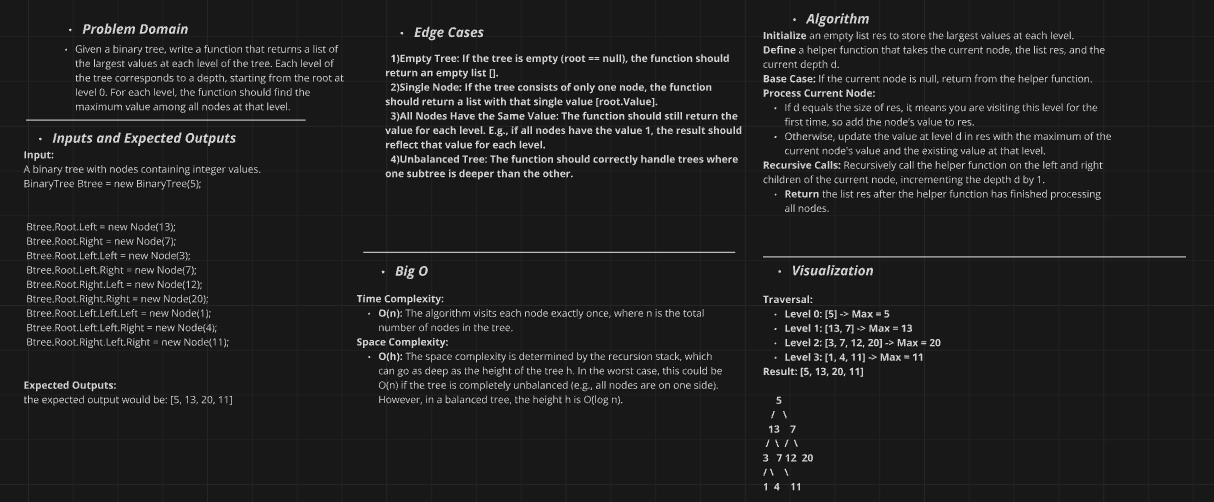 • Problem Domain
• Given a binary tree, write a function that returns a list of
the largest values at each level of the tree. Each level of
the tree corresponds to a depth, starting from the root at
level 0. For each level, the function should find the
maximum value among all nodes at that level.
• Inputs and Expected Outputs
Input:
A binary tree with nodes containing integer values.
BinaryTree Btree = new BinaryTree(5);
Btree.Root.Left = new Node(13);
Btree.Root.Right = new Node(7);
Btree.Root.Left.Left = new Node(3);
Btree.Root.Left.Right = new Node(7);
Btree.Root.Right.Left = new Node(12);
Btree.Root.Right.Right = new Node(20);
Btree.Root.Left.Left.Left = new Node(1);
Btree.Root.Left.Left.Right = new Node(4);
Btree.Root.Right.Left.Right = new Node(11);
Expected Outputs:
the expected output would be: [5, 13, 20, 11]
• Edge Cases
1)Empty Tree: If the tree is empty (root == null), the function should
return an empty list [].
2)Single Node: If the tree consists of only one node, the function
should return a list with that single value [root.Value].
3)All Nodes Have the Same Value: The function should still return the
value for each level. E.g., if all nodes have the value 1, the result should
reflect that value for each level.
4)Unbalanced Tree: The function should correctly handle trees where
one subtree is deeper than the other.
• Big O
Time Complexity:
• O(n): The algorithm visits each node exactly once, where n is the total
number of nodes in the tree.
Space Complexity:
• O(h): The space complexity is determined by the recursion stack, which
can go as deep as the height of the tree h. In the worst case, this could be
O(n) if the tree is completely unbalanced (e.g., all nodes are on one side).
However, in a balanced tree, the height h is O(log n).
• Algorithm
Initialize an empty list res to store the largest values at each level.
Define a helper function that takes the current node, the list res, and the
current depth d.
Base Case: If the current node is null, return from the helper function.
Process Current Node:
• If d equals the size of res, it means you are visiting this level for the
first time, so add the node's value to res.
• Otherwise, update the value at level d in res with the maximum of the
current node's value and the existing value at that level.
Recursive Calls: Recursively call the helper function on the left and right
children of the current node, incrementing the depth d by 1.
• Return the list res after the helper function has finished processing
all nodes.
• Visualization
Traversal:
• Level 0: [5] -> Max = 5
• Level 1: [13, 7] -> Max = 13
• Level 2: [3, 7, 12, 20] -> Max = 20
• Level 3: [1, 4, 11] -> Max = 11
Result: [5, 13, 20, 11]
5
/ \
13 7
/ \ / \
3 7 12 20
/ \ \
1 4 11